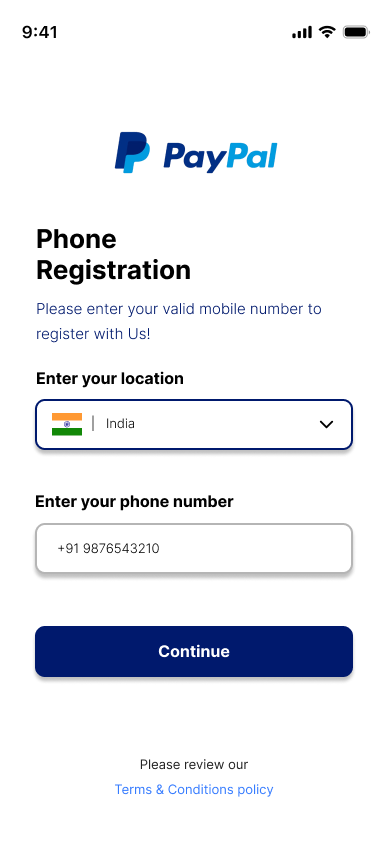 9:41
PayPal
Phone
Registration
Please enter your valid mobile number to
register with Us!
Enter your location
| India
Enter your phone number
+91 9876543210
Continue
Please review our
Terms & Conditions policy